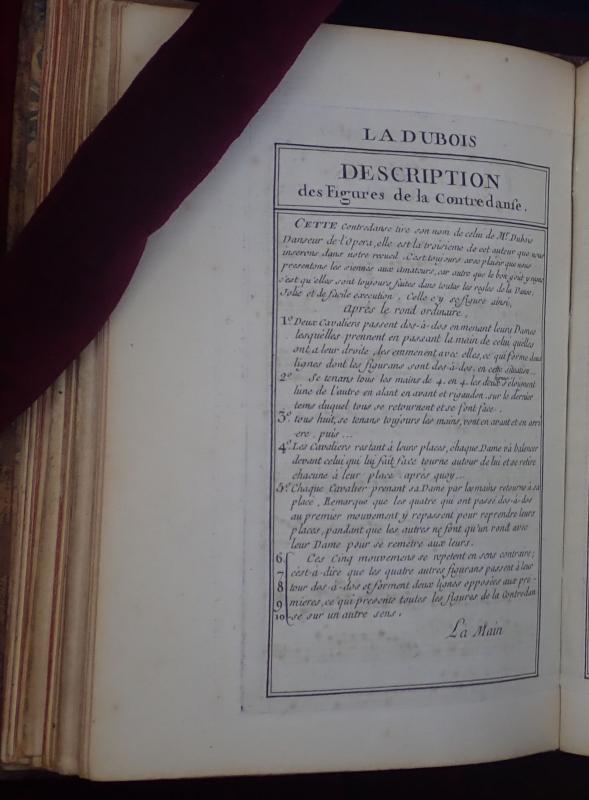 LA DUBOIS
DESCRIPTION
des Figures de la Contredanse.
CETTE Contredanse tire son nom de celui de Mr. Dubois
Danseur de l'Opera, elle est la troisieme de cet auteur que nous
inserons dans notre recueil. C'est toujours avec plaisir que nous
presentons les siennes aux amateurs, car outre que le bon goût y regne
c'est qu'elles sont toujours faites dans toutes les regles de la Danse,
Jolie et de facile execution. Celle cy se figure ainsi,
Après le rond ordinaire.
1º. Deux Cavaliers passent dos-à-dos en menant leurs Dames
lesqu'elles prennent en passant la main de celui qu'elles
ont a leur droite, les emmenent avec elles, ce qui forme deux
lignes dont les figurans sont dos-à-dos, en cette situation...
2º. Se tenans tous les mains de 4. en 4. les deux lignes s'eloignent
l'une de l'autre en alant en avant et rigaudon, sur le dernier
tems duquel tous se retournent et se font face.
3º. tous huit, se tenans toujours les mains, vont en avant et en arri
ere, puis...
4º. Les Cavaliers restant à leurs places, chaque Dame va balancer
devant celui qui lui fait face tourne autour de lui et se retire
chacune à leur place. après quoy...
5º. Chaque Cavalier prenant sa Dame par les mains retourne à sa
place. Remarque que les quatre qui ont passé dos-à-dos
au premier mouvement ÿ repassent pour reprendre leurs
places, pandant que les autres ne font qu'un rond avec
leur Dame pour se remetre aux leurs.
6. Ces Cinq mouvemens se repetent en sens contraire;
7 c'est-à-dire que les quatre autres figurans passent à leur
8 tour dos-à-dos et forment deux lignes opposées aux pre-
9 mieres, ce qui presente toutes les figures de la Contredan
10 -se sur un autre sens.
La Main